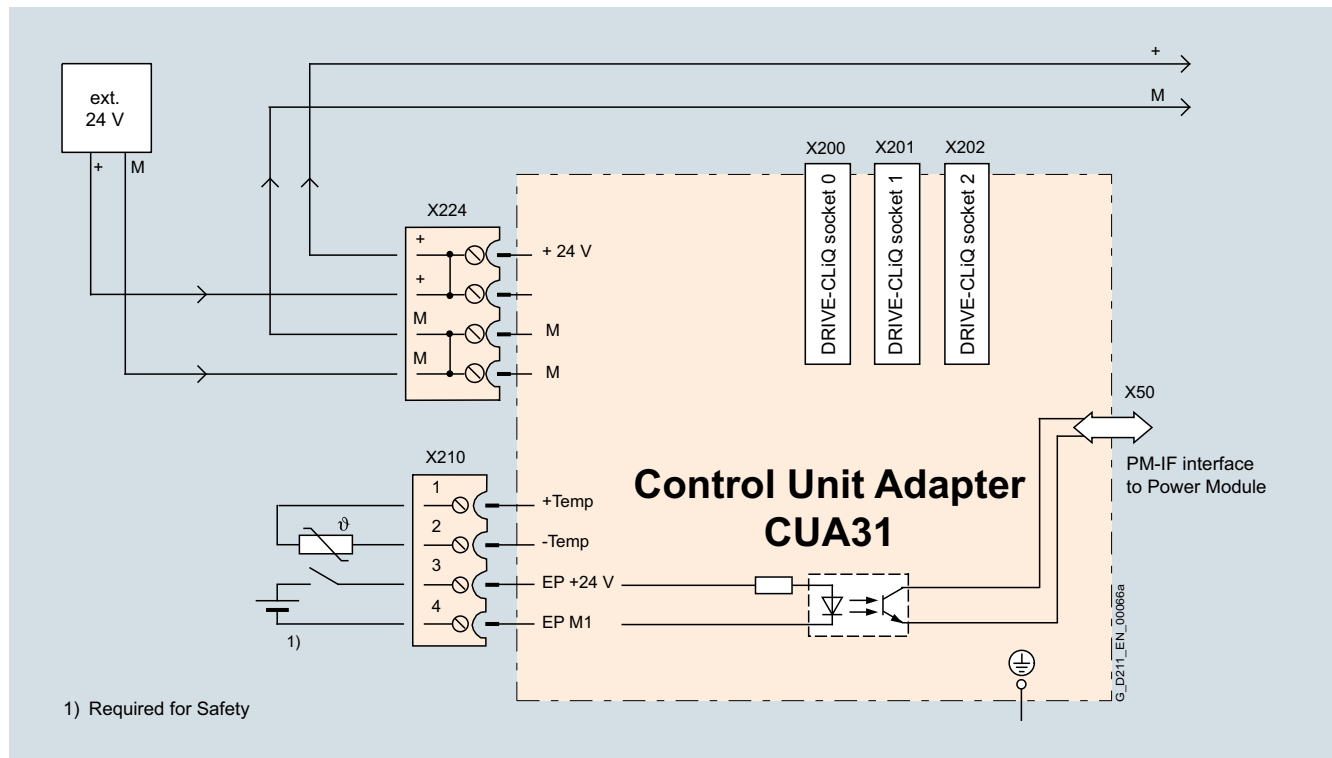 +
M
ext.
24 V
+ M
X200 X201 X202
DRIVE-CLiQ socket 0
DRIVE-CLiQ socket 1
DRIVE-CLiQ socket 2
X224
+
+ 24 V
+
M
M
M
M
X50
PM-IF interface
to Power Module
Control Unit Adapter
CUA31
X210
1
+Temp
ϑ
2
-Temp
3
EP +24 V
4
EP M1
1)
G_D211_EN_00066a
1) Required for Safety